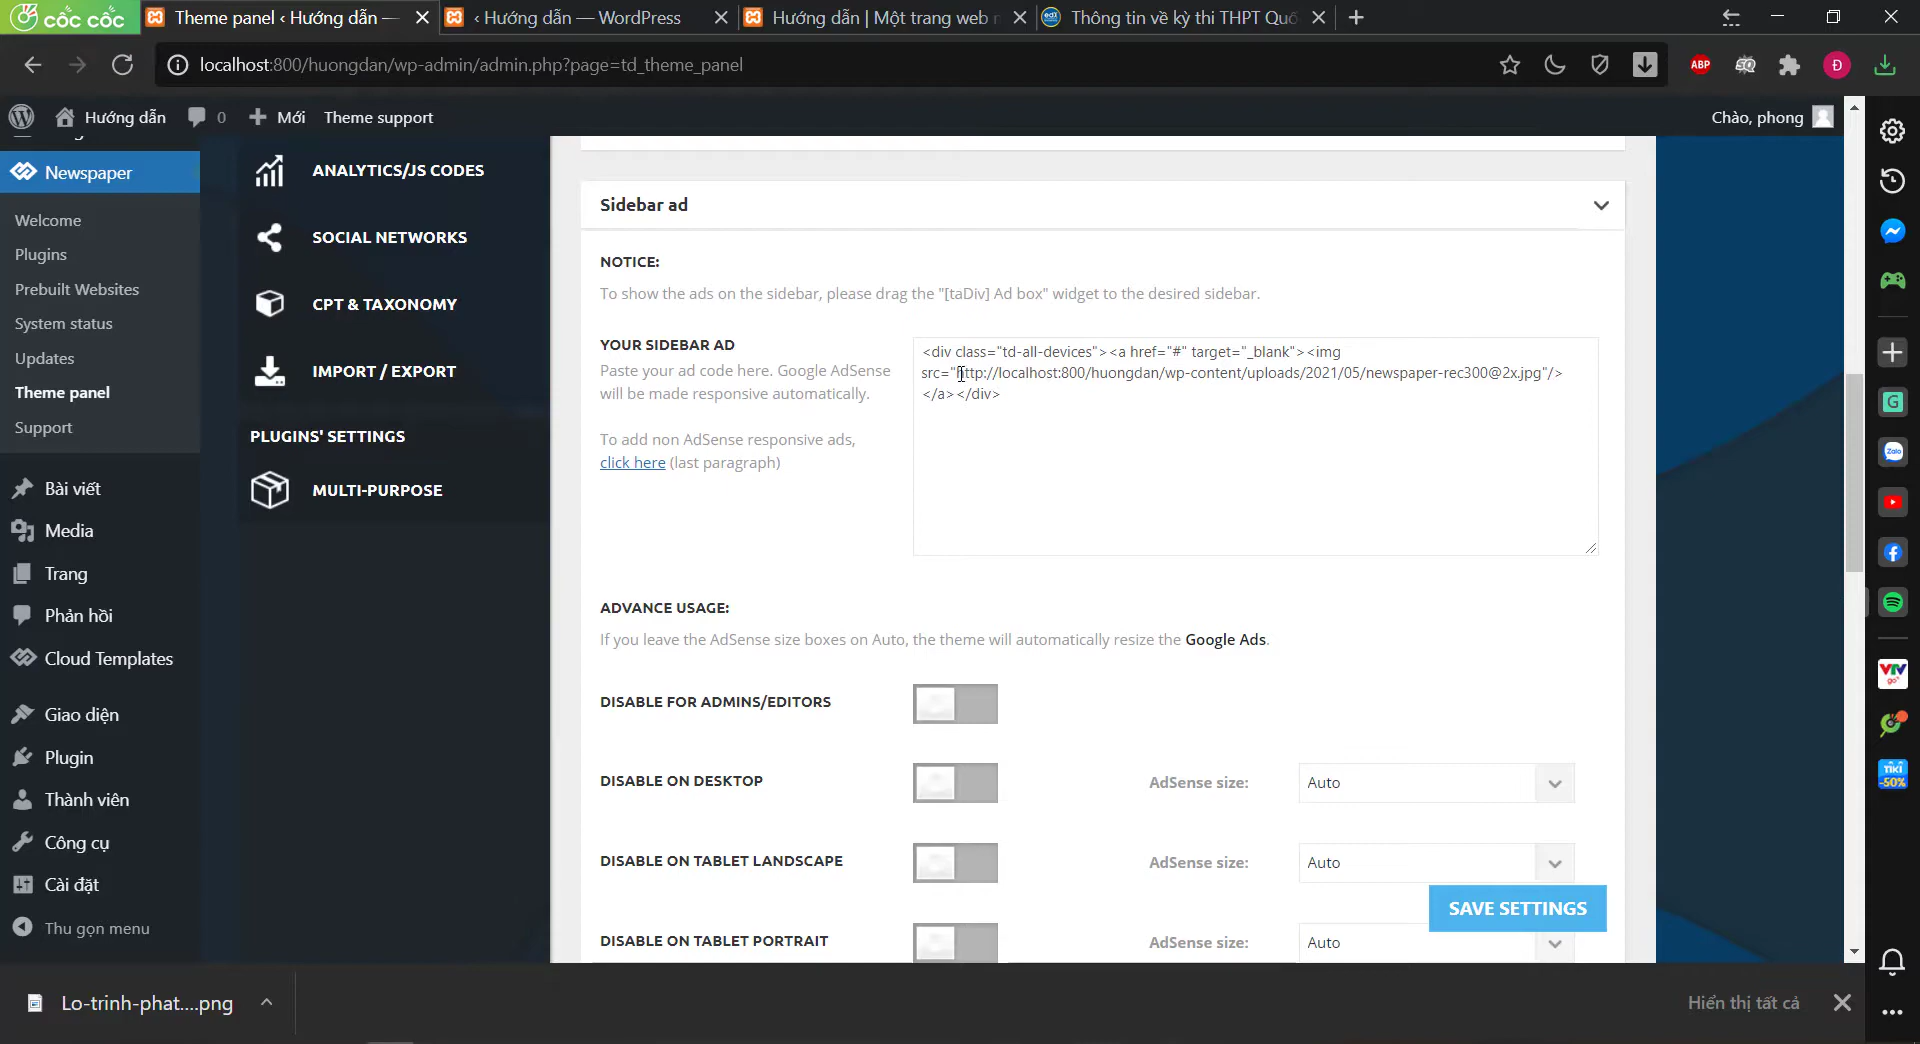 cốc cốc
Theme panel ‹ Hướng dẫn —
‹ Hướng dẫn — WordPress
Hướng dẫn | Một trang web n
Thông tin về kỳ thi THPT Quố
localhost:800/huongdan/wp-admin/admin.php?page=td_theme_panel
ABP
Đ
Hướng dẫn
0
Mới
Theme support
Chào, phong
Newspaper
Welcome
Plugins
Prebuilt Websites
System status
Updates
Theme panel
Support
Bài viết
Media
Trang
Phản hồi
Cloud Templates
Giao diện
Plugin
Thành viên
Công cụ
Cài đặt
Thu gọn menu
ANALYTICS/JS CODES
SOCIAL NETWORKS
CPT & TAXONOMY
IMPORT / EXPORT
PLUGINS' SETTINGS
MULTI-PURPOSE
Sidebar ad
NOTICE:
To show the ads on the sidebar, please drag the "[taDiv] Ad box" widget to the desired sidebar.
YOUR SIDEBAR AD
Paste your ad code here. Google AdSense
will be made responsive automatically.
To add non AdSense responsive ads,
click here (last paragraph)
<div class="td-all-devices"><a href="#" target="_blank"><img
src="http://localhost:800/huongdan/wp-content/uploads/2021/05/newspaper-rec300@2x.jpg"/>
</a></div>
ADVANCE USAGE:
If you leave the AdSense size boxes on Auto, the theme will automatically resize the Google Ads.
DISABLE FOR ADMINS/EDITORS
DISABLE ON DESKTOP
AdSense size:
Auto
DISABLE ON TABLET LANDSCAPE
AdSense size:
Auto
SAVE SETTINGS
DISABLE ON TABLET PORTRAIT
AdSense size:
Auto
G
Zalo
VTV
go
TIKI
-50%
Lo-trinh-phat....png
Hiển thị tất cả